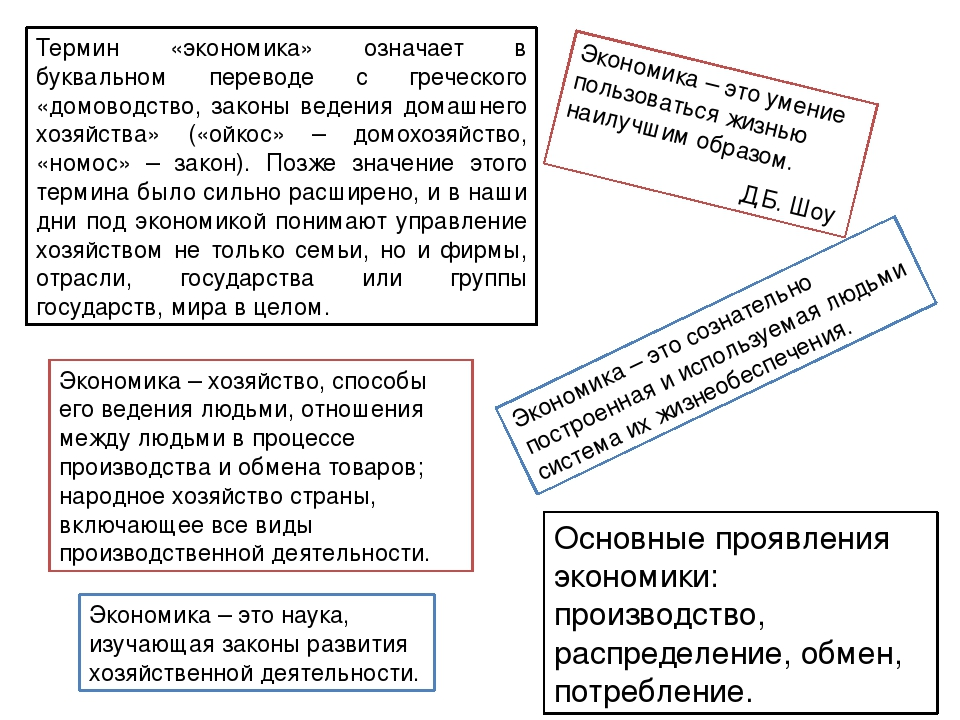 Термин «экономика» означает в
буквальном переводе с греческого
«домоводство, законы ведения домашнего
хозяйства» («ойкос» – домохозяйство,
«номос» – закон). Позже значение этого
термина было сильно расширено, и в наши
дни под экономикой понимают управление
хозяйством не только семьи, но и фирмы,
отрасли, государства или группы
государств, мира в целом.
Экономика – это умение
пользоваться жизнью
наилучшим образом.
Д.Б. Шоу
Экономика – это сознательно
построенная и используемая людьми
система их жизнеобеспечения.
Экономика – хозяйство, способы
его ведения людьми, отношения
между людьми в процессе
производства и обмена товаров;
народное хозяйство страны,
включающее все виды
производственной деятельности.
Экономика – это наука,
изучающая законы развития
хозяйственной деятельности.
Основные проявления
экономики:
производство,
распределение, обмен,
потребление.